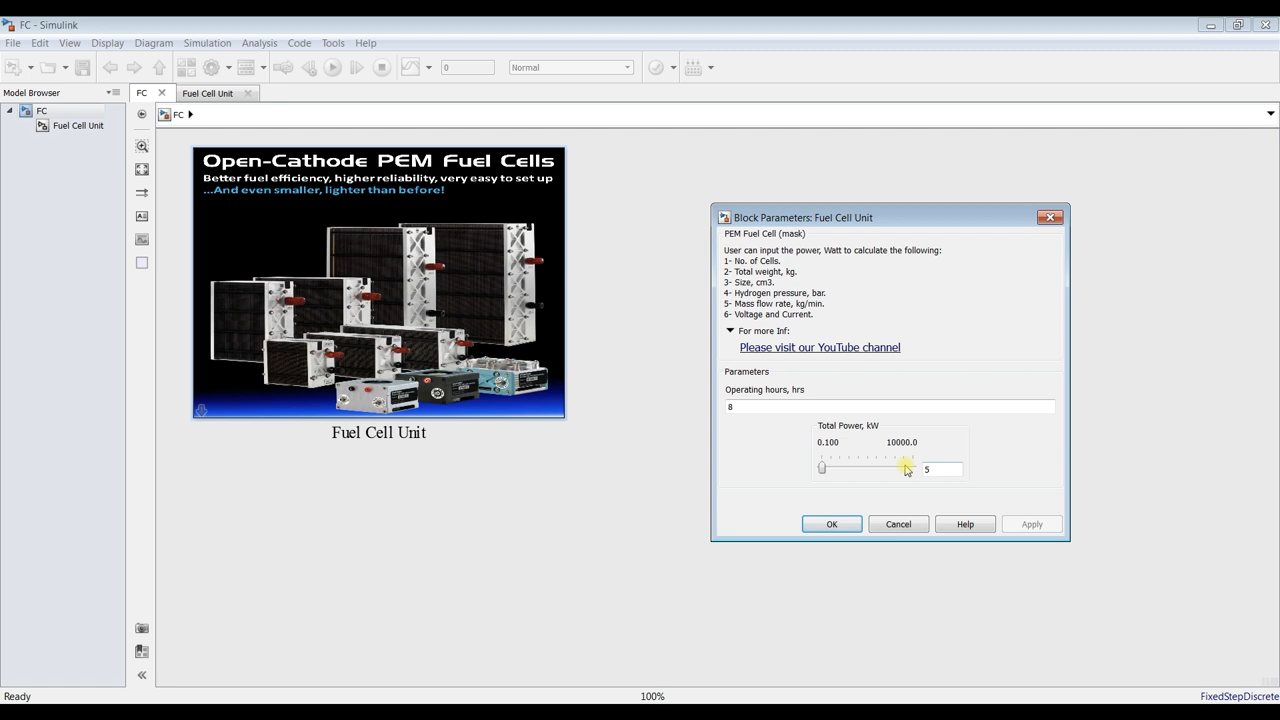 FC - Simulink
File Edit View Display Diagram Simulation Analysis Code Tools Help
0 Normal
Model Browser FC Fuel Cell Unit
FC
FC
Fuel Cell Unit
Open-Cathode PEM Fuel Cells
Better fuel efficiency, higher reliability, very easy to set up
...And even smaller, lighter than before!
Fuel Cell Unit
Block Parameters: Fuel Cell Unit
PEM Fuel Cell (mask)
User can input the power, Watt to calculate the following:
1- No. of Cells.
2- Total weight, kg.
3- Size, cm3.
4- Hydrogen pressure, bar.
5- Mass flow rate, kg/min.
6- Voltage and Current.
For more Inf:
Please visit our YouTube channel
Parameters
Operating hours, hrs
8
Total Power, kW
0.100 10000.0
5
OK Cancel Help Apply
Ready 100% FixedStepDiscrete